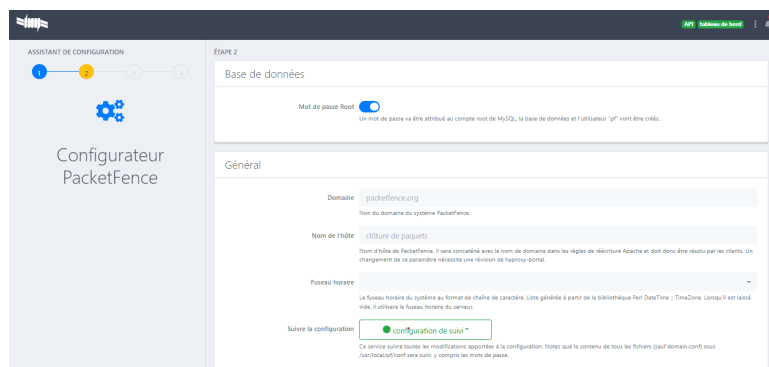 API tableau de bord
ASSISTANT DE CONFIGURATION
1 2 3 4
Configurateur
PacketFence
ÉTAPE 2
Base de données
Mot de passe Root
Un mot de passe va être attribué au compte root de MySQL, la base de données et l'utilisateur "pf" vont être créés.
Général
Domaine packetfence.org
Non du domaine du système PacketFence.
Nom de l'hôte clôture de paquets
Nom d'hôte de PacketFence. Il sera concaténé avec le nom de domaine dans les règles de réécriture Apache et doit donc être résolu par les clients. Un
changement de ce paramètre nécessite une révision de haproxy-portal.
Fuseau horaire
Le fuseau horaire du système au format de chaîne de caractère. Liste générée à partir de la bibliothèque Perl DateTime :: TimeZone. Lorsqu'il est laissé
vide, il utilisera le fuseau horaire du serveur.
Suivre la configuration configuration de suivi *
Ce service suivra toutes les modifications apportées à la configuration. Notez que le contenu de tous les fichiers (sauf domain.conf) sous
/usr/local/pf/conf sera suivi, y compris les mots de passe.